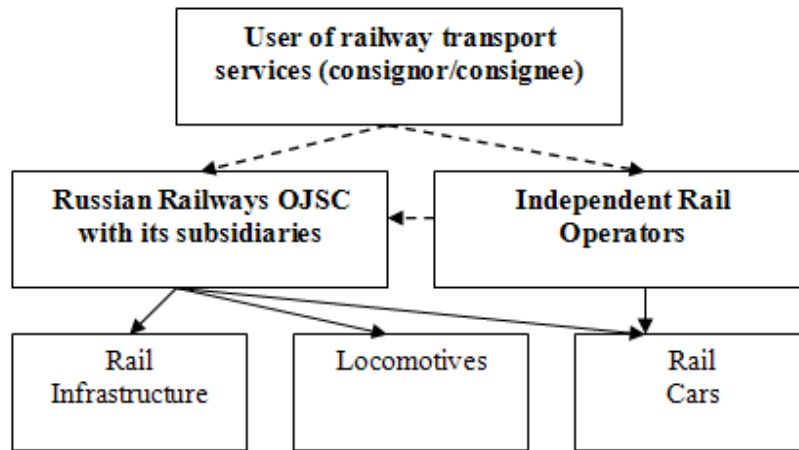 User of railway transport
services (consignor/consignee)
Russian Railways OJSC
with its subsidiaries
Independent Rail
Operators
Rail
Infrastructure
Locomotives
Rail
Cars